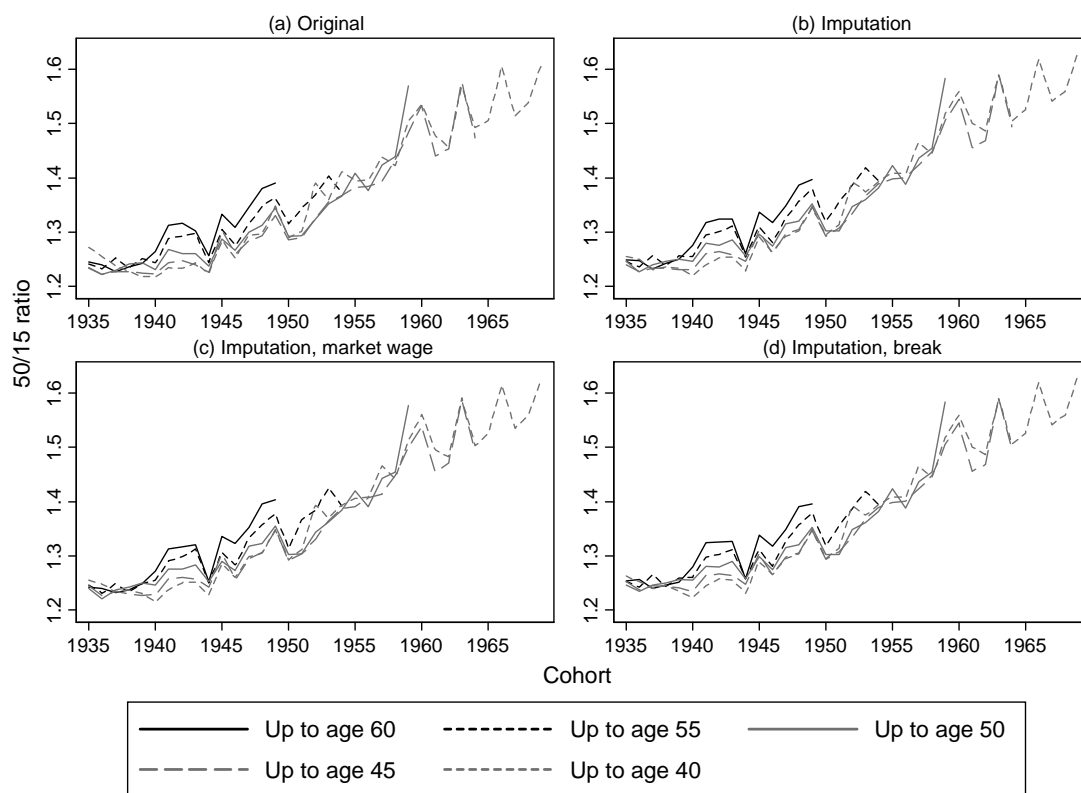 (a) Original
(b) Imputation
1.2 1.3 1.4 1.5 1.6
1.2 1.3 1.4 1.5 1.6
1935 1940 1945 1950 1955 1960 1965
1935 1940 1945 1950 1955 1960 1965
(c) Imputation, market wage
(d) Imputation, break
1.2 1.3 1.4 1.5 1.6
1.2 1.3 1.4 1.5 1.6
1935 1940 1945 1950 1955 1960 1965
1935 1940 1945 1950 1955 1960 1965
50/15 ratio
Cohort
Up to age 60 Up to age 55 Up to age 50
Up to age 45 Up to age 40